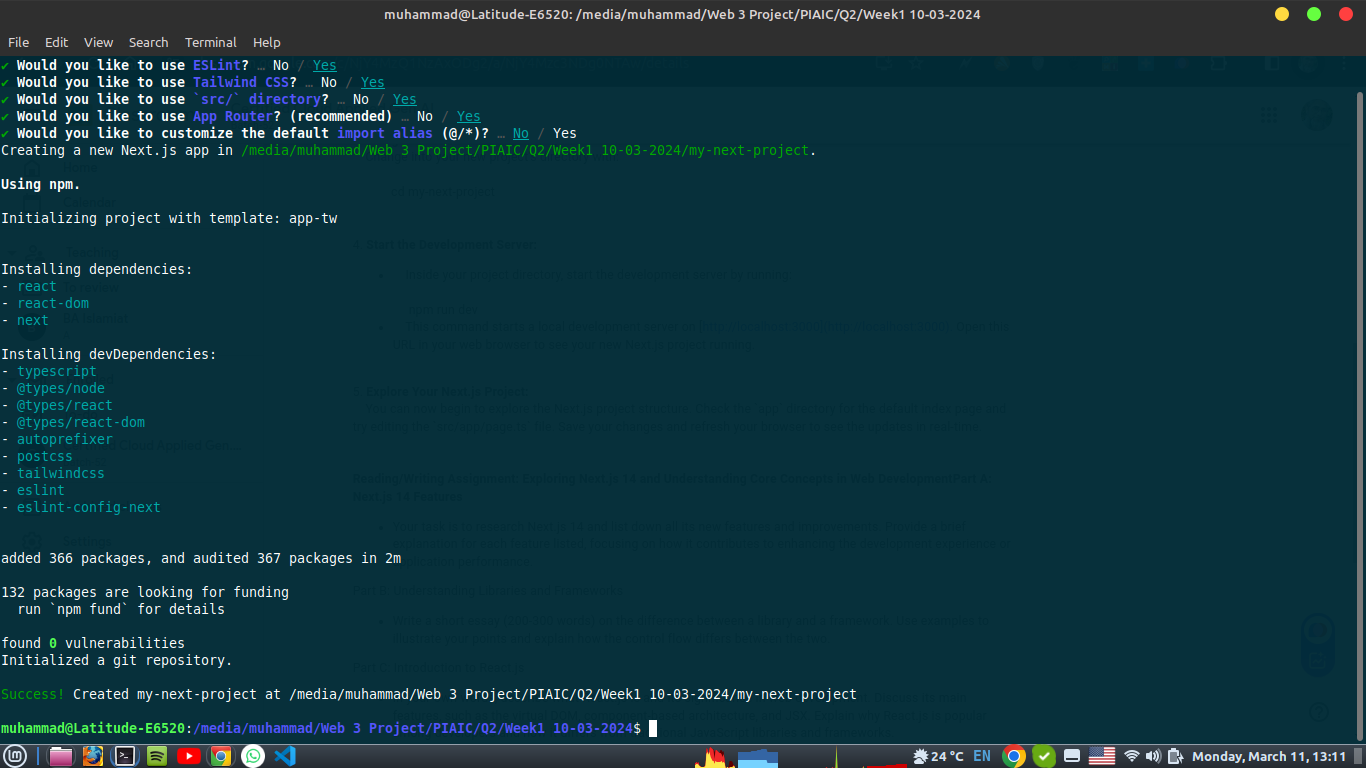 muhammad@Latitude-E6520: /media/muhammad/Web 3 Project/PIAIC/Q2/Week1 10-03-2024
File Edit View Search Terminal Help
✔ Would you like to use ESLint? … No / Yes
✔ Would you like to use Tailwind CSS? … No / Yes
✔ Would you like to use `src/` directory? … No / Yes
✔ Would you like to use App Router? (recommended) … No / Yes
✔ Would you like to customize the default import alias (@/*)? … No / Yes
Creating a new Next.js app in /media/muhammad/Web 3 Project/PIAIC/Q2/Week1 10-03-2024/my-next-project.
Using npm.
Initializing project with template: app-tw
Installing dependencies:
- react
- react-dom
- next
Installing devDependencies:
- typescript
- @types/node
- @types/react
- @types/react-dom
- autoprefixer
- postcss
- tailwindcss
- eslint
- eslint-config-next
added 366 packages, and audited 367 packages in 2m
132 packages are looking for funding
run `npm fund` for details
found 0 vulnerabilities
Initialized a git repository.
Success! Created my-next-project at /media/muhammad/Web 3 Project/PIAIC/Q2/Week1 10-03-2024/my-next-project
muhammad@Latitude-E6520:/media/muhammad/Web 3 Project/PIAIC/Q2/Week1 10-03-2024$
24 °C EN Monday, March 11, 13:11